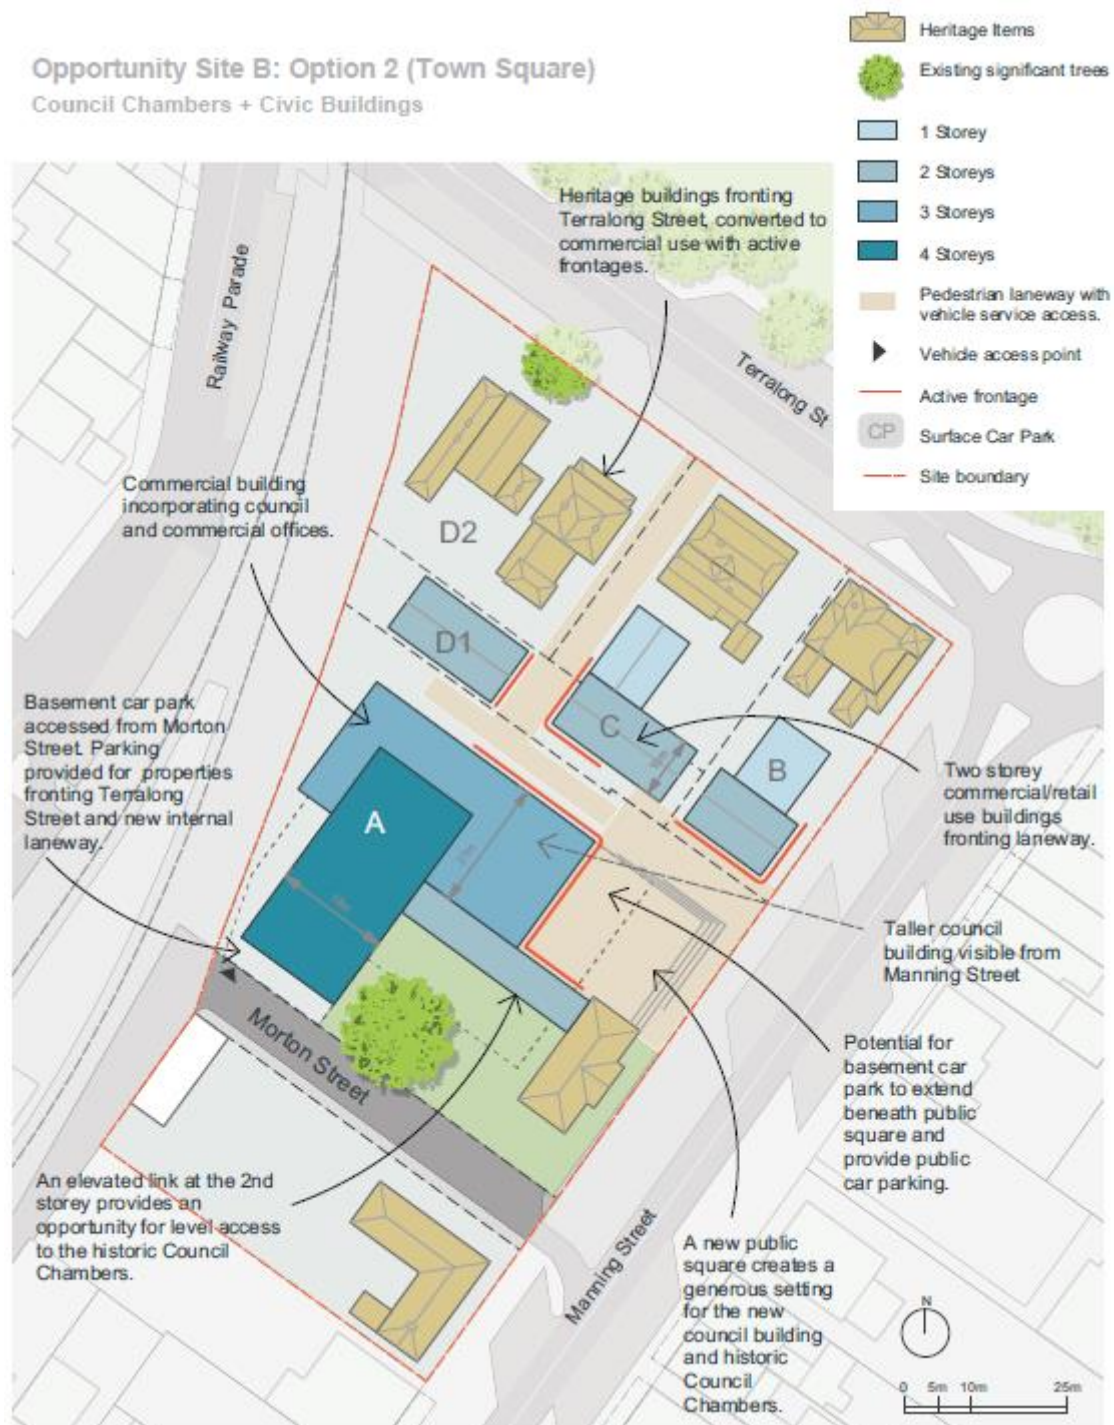 Opportunity Site B: Option 2 (Town Square)
Council Chambers + Civic Buildings
Heritage Items
Existing significant trees
1 Storey
2 Storeys
3 Storeys
4 Storeys
Pedestrian laneway with
vehicle service access.
Vehicle access point
Active frontage
CP
Surface Car Park
Site boundary
Heritage buildings fronting
Terralong Street, converted to
commercial use with active
frontages.
Railway Parade
Terralong St
Commercial building
incorporating council
and commercial offices.
D2
D1
C
B
A
Basement car park
accessed from Morton
Street. Parking
provided for properties
fronting Terralong
Street and new internal
laneway.
Two storey
commercial/retail
use buildings
fronting laneway.
Taller council
building visible from
Manning Street
Morton Street
Potential for
basement car
park to extend
beneath public
square and
provide public
car parking.
An elevated link at the 2nd
storey provides an
opportunity for level access
to the historic Council
Chambers.
Manning Street
A new public
square creates a
generous setting
for the new
council building
and historic
Council
Chambers.
N
0 5m 10m 25m